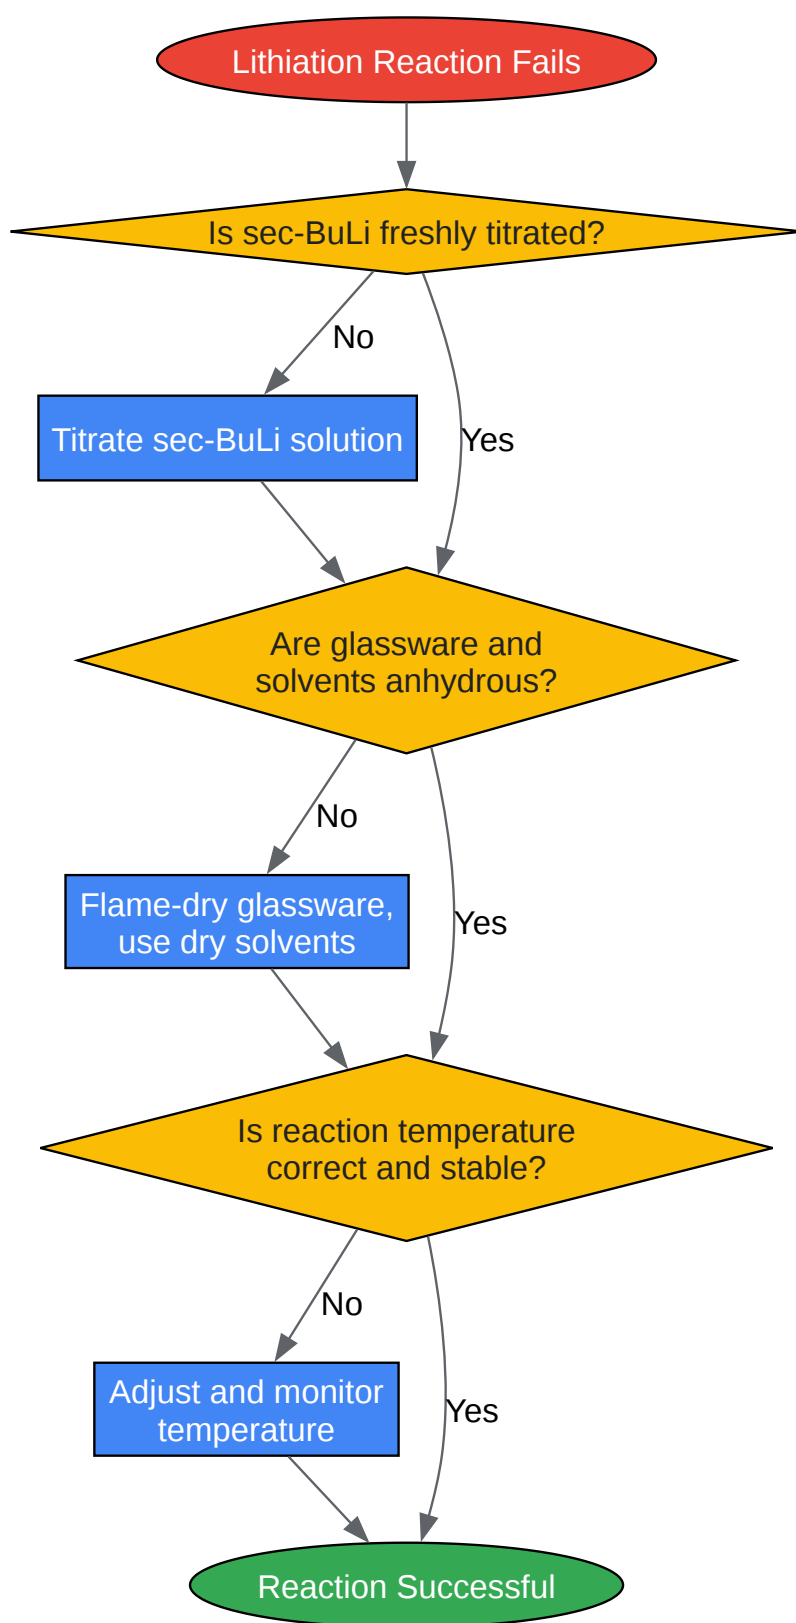 Lithiation Reaction Fails
Is sec-BuLi freshly titrated?
No
Titrate sec-BuLi solution
Yes
Are glassware and
solvents anhydrous?
No
Flame-dry glassware,
use dry solvents
Yes
Is reaction temperature
correct and stable?
No
Adjust and monitor
temperature
Yes
Reaction Successful